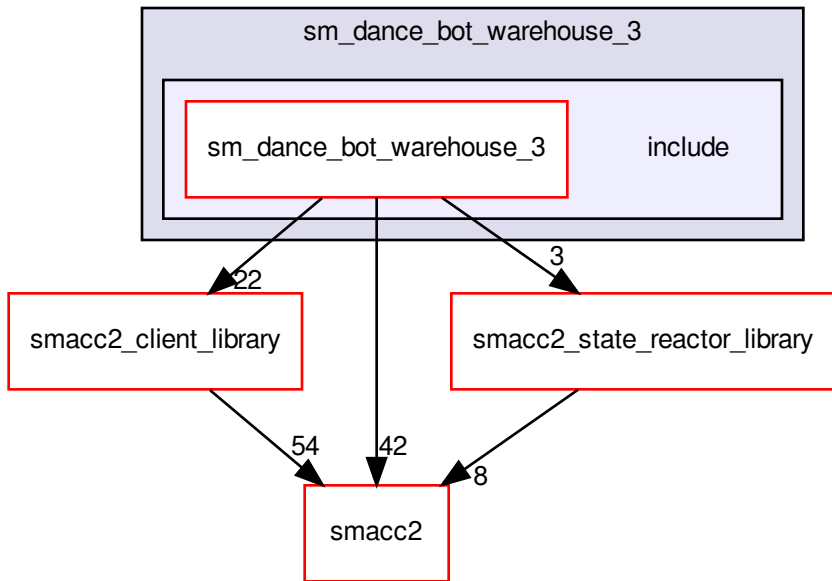 sm_dance_bot_warehouse_3
sm_dance_bot_warehouse_3
include
22
3
smacc2_client_library
smacc2_state_reactor_library
54
42
8
smacc2